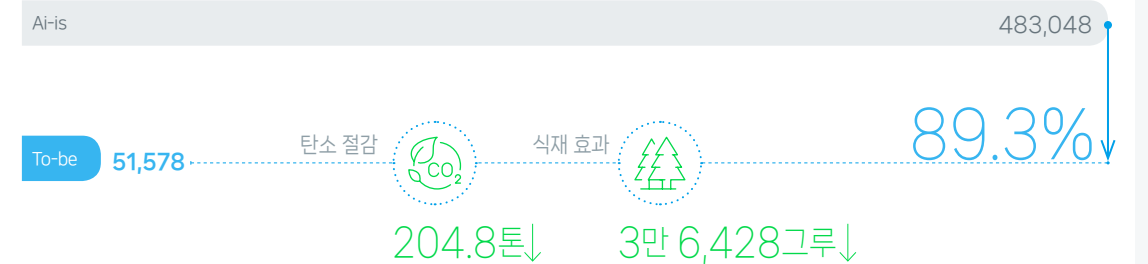 Ai-is
483,048
To-be
51,578
탄소 절감
CO2
식재 효과
89.3%
204.8톤↓
3만 6,428그루↓